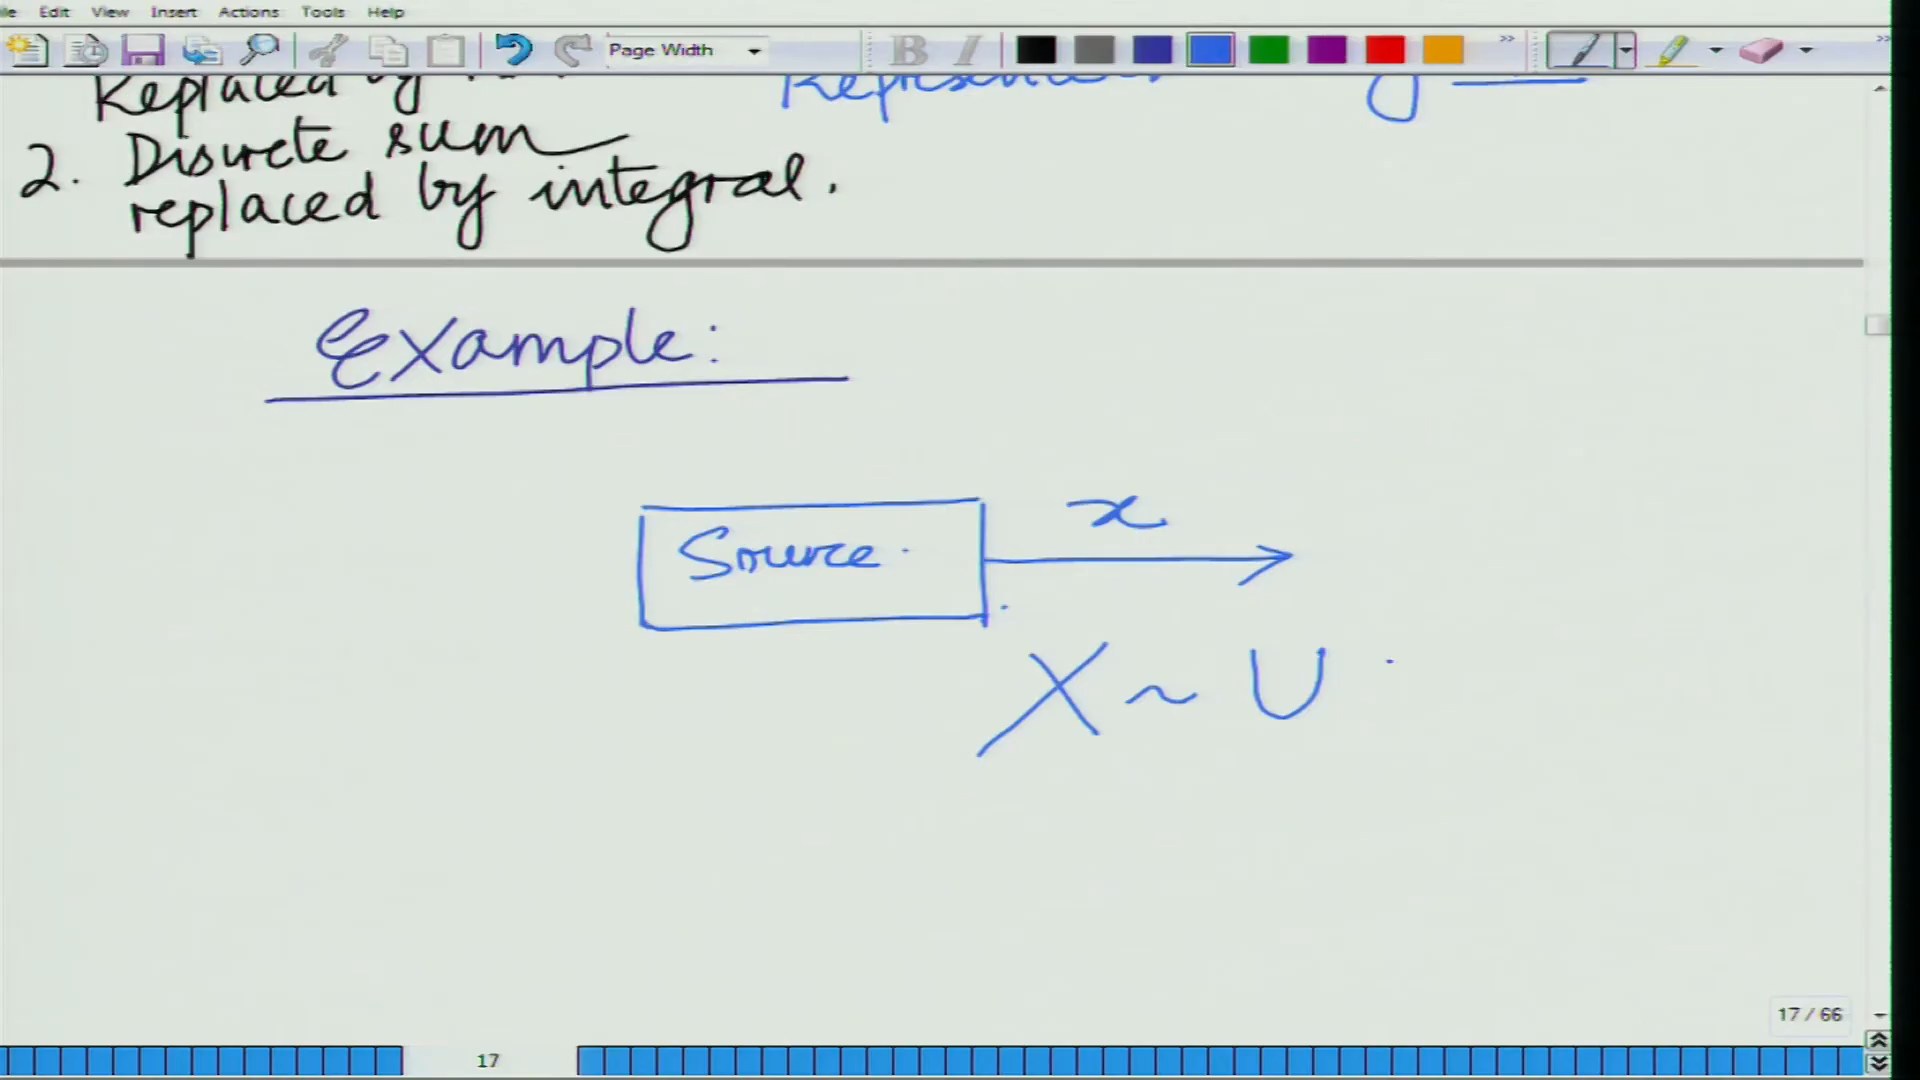 Edit View Insert Actions Tools Help
Page Width
Replaced by
2. Discrete sum
replaced by integral.
Example:
Source
x
X ~ U
17 / 66
17